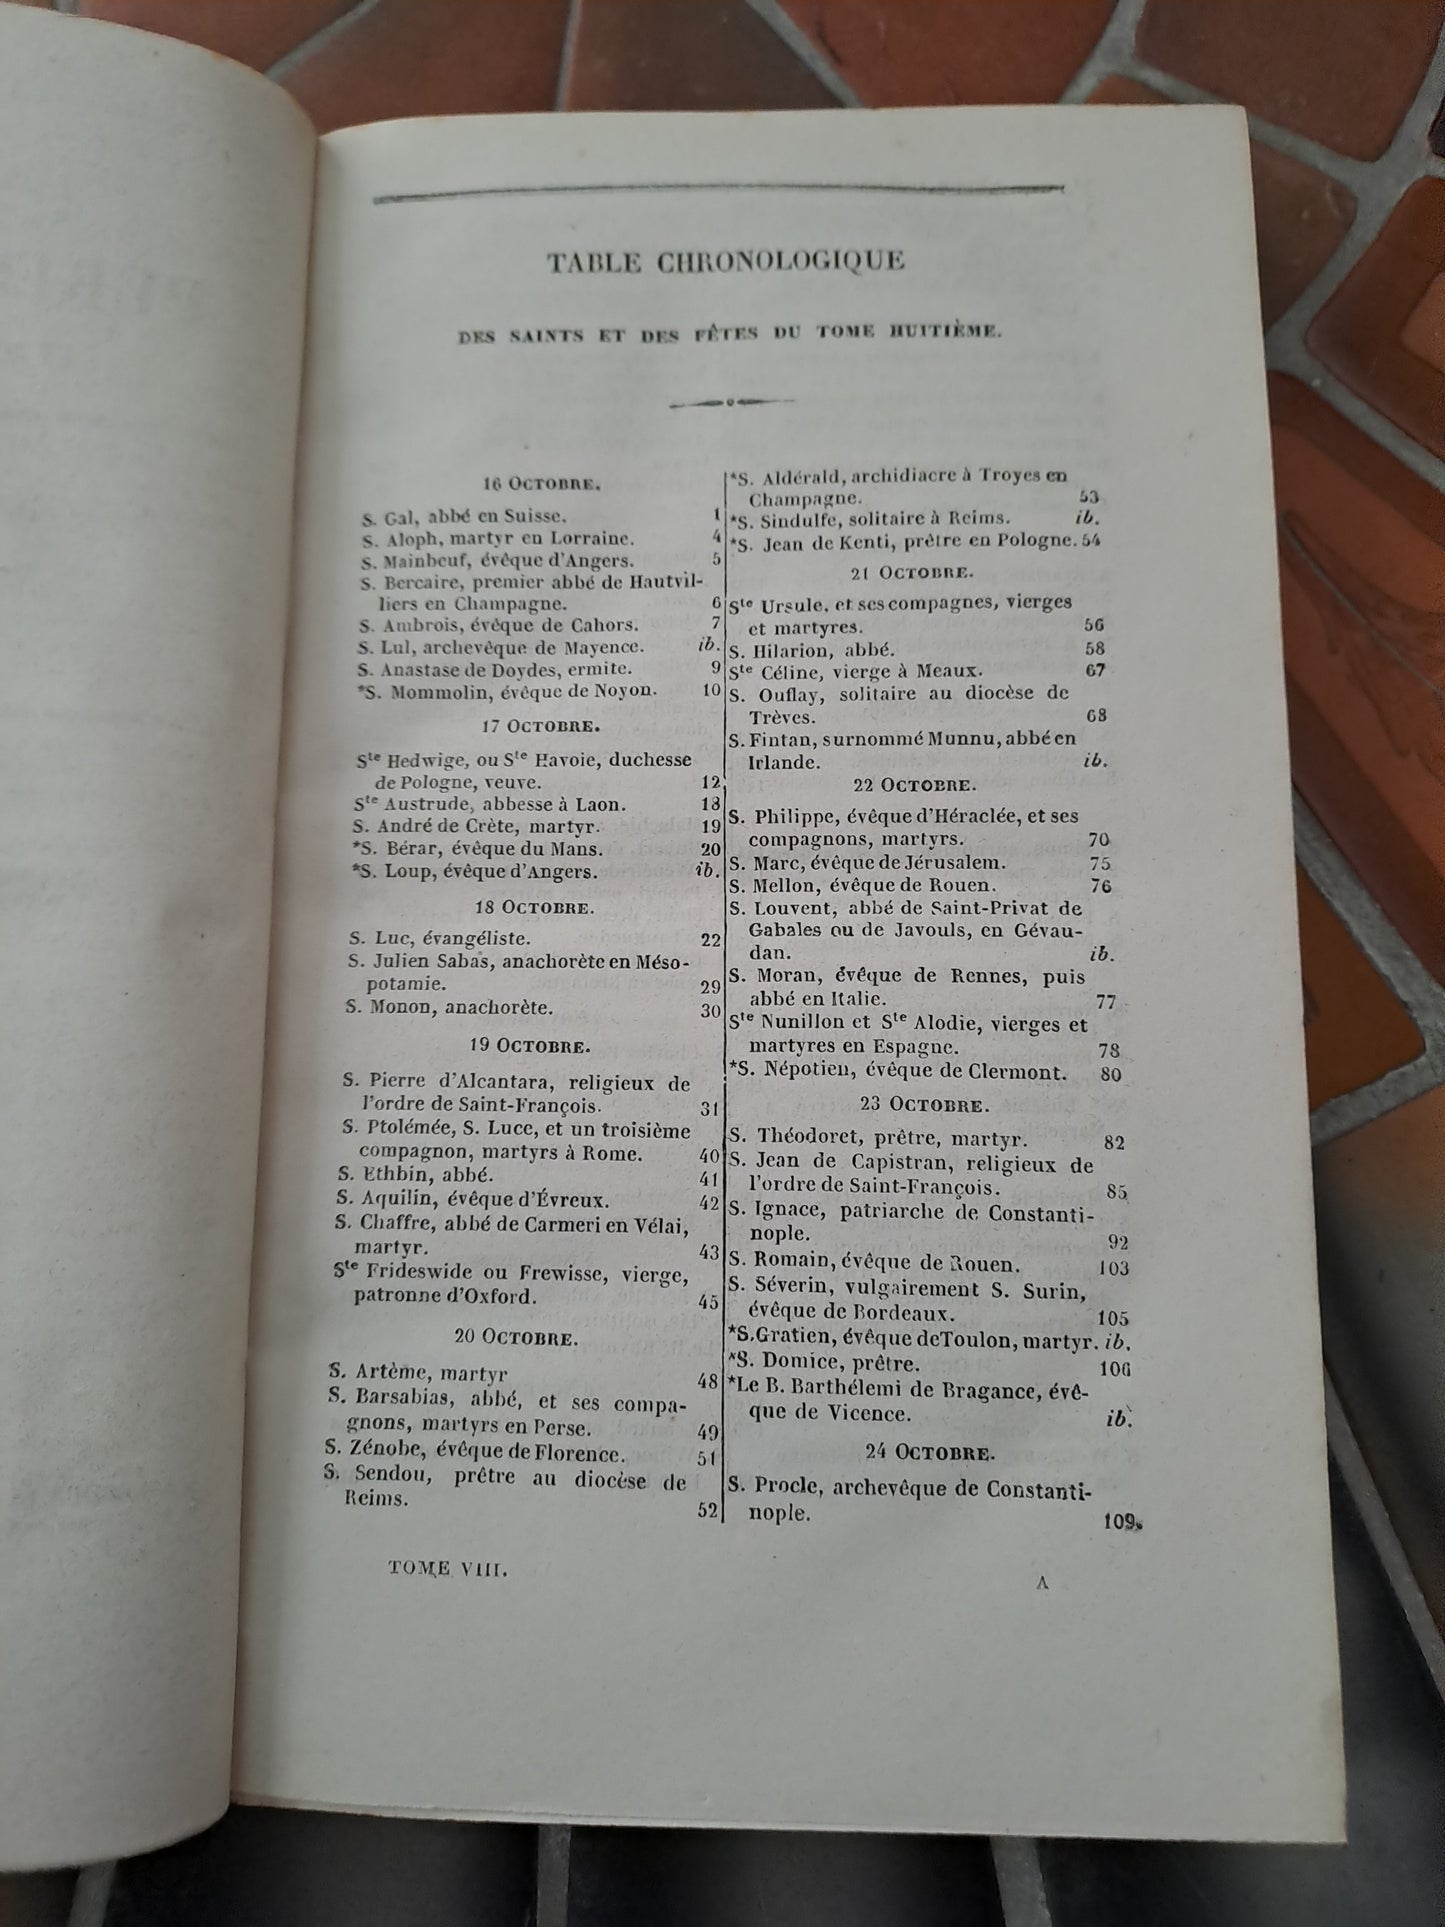 TABLE CHRONOLOGIQUE
DES SAINTS ET DES FÊTES DU TOME HUITIÈME.
16 OCTOBRE.
S. Gal, abbé en Suisse. 1
S. Aloph, martyr en Lorraine. 4
S. Mainbeuf, évêque d'Angers. 5
S. Bercaire, premier abbé de Hautvil-
liers en Champagne. 6
S. Ambrois, évêque de Cahors. 7
S. Lul, archevêque de Mayence. ib.
S. Anastase de Doydes, ermite. 9
*S. Mommolin, évêque de Noyon. 10
17 OCTOBRE.
Ste Hedwige, ou Ste Havoie, duchesse
de Pologne, veuve. 12
Ste Austrude, abbesse à Laon. 18
S. André de Crète, martyr. 19
*S. Bérar, évêque du Mans. 20
*S. Loup, évêque d'Angers. ib.
18 OCTOBRE.
S. Luc, évangéliste. 22
S. Julien Sabas, anachorète en Méso-
potamie. 29
S. Monon, anachorète. 30
19 OCTOBRE.
S. Pierre d'Alcantara, religieux de
l'ordre de Saint-François. 31
S. Ptolémée, S. Luce, et un troisième
compagnon, martyrs à Rome. 40
S. Ethbin, abbé. 41
S. Aquilin, évêque d'Évreux. 42
S. Chaffre, abbé de Carmeri en Vélai,
martyr. 43
Ste Frideswide ou Frewisse, vierge,
patronne d'Oxford. 45
20 OCTOBRE.
S. Artème, martyr 48
S. Barsabias, abbé, et ses compa-
gnons, martyrs en Perse. 49
S. Zénobe, évêque de Florence. 51
S. Sendou, prêtre au diocèse de
Reims. 52
*S. Aldérald, archidiacre à Troyes en
Champagne. 53
*S. Sindulfe, solitaire à Reims. ib.
*S. Jean de Kenti, prêtre en Pologne. 54
21 OCTOBRE.
Ste Ursule, et ses compagnes, vierges
et martyres. 56
S. Hilarion, abbé. 58
Ste Céline, vierge à Meaux. 67
S. Ouflay, solitaire au diocèse de
Trèves. 68
S. Fintan, surnommé Munnu, abbé en
Irlande. ib.
22 OCTOBRE.
S. Philippe, évêque d'Héraclée, et ses
compagnons, martyrs. 70
S. Marc, évêque de Jérusalem. 75
S. Mellon, évêque de Rouen. 76
S. Louvent, abbé de Saint-Privat de
Gabales ou de Javouls, en Gévau-
dan. ib.
S. Moran, évêque de Rennes, puis
abbé en Italie. 77
Ste Nunillon et Ste Alodie, vierges et
martyres en Espagne. 78
*S. Népotien, évêque de Clermont. 80
23 OCTOBRE.
S. Théodoret, prêtre, martyr. 82
S. Jean de Capistran, religieux de
l'ordre de Saint-François. 85
S. Ignace, patriarche de Constanti-
nople. 92
S. Romain, évêque de Rouen. 103
S. Séverin, vulgairement S. Surin,
évêque de Bordeaux. 105
*S. Gratien, évêque de Toulon, martyr. ib.
*S. Domice, prêtre. 106
*Le B. Barthélemi de Bragance, évê-
que de Vicence. ib.
24 OCTOBRE.
S. Procle, archevêque de Constanti-
nople. 109
TOME VIII. A